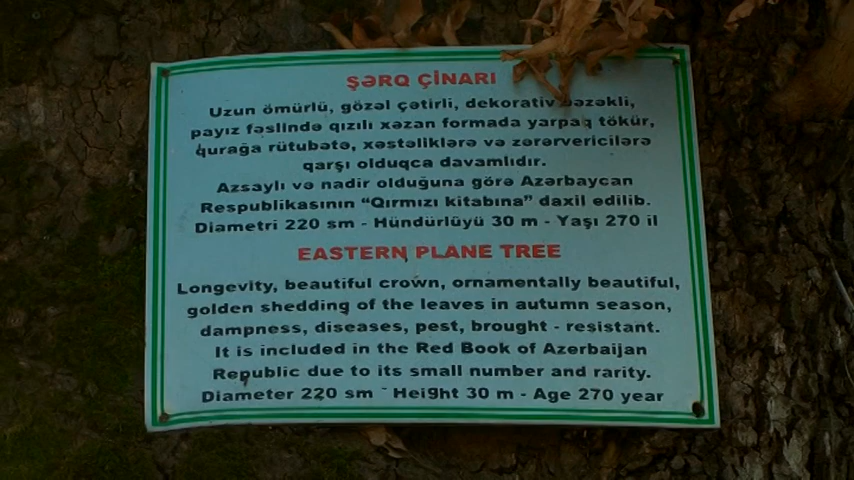 ŞƏRQ ÇİNARI
Uzun ömürlü, gözəl çətirli, dekorativ bəzəkli,
payız fəslində qızılı xəzan formada yarpaq tökür,
qurağa rütubətə, xəstəliklərə və zərərvericilərə
qarşı olduqca davamlıdır.
Azsaylı və nadir olduğuna görə Azərbaycan
Respublikasının “Qırmızı kitabına” daxil edilib.
Diametri 220 sm - Hündürlüyü 30 m - Yaşı 270 il
EASTERN PLANE TREE
Longevity, beautiful crown, ornamentally beautiful,
golden shedding of the leaves in autumn season,
dampness, diseases, pest, brought - resistant.
It is included in the Red Book of Azerbaijan
Republic due to its small number and rarity.
Diameter 220 sm - Height 30 m - Age 270 year